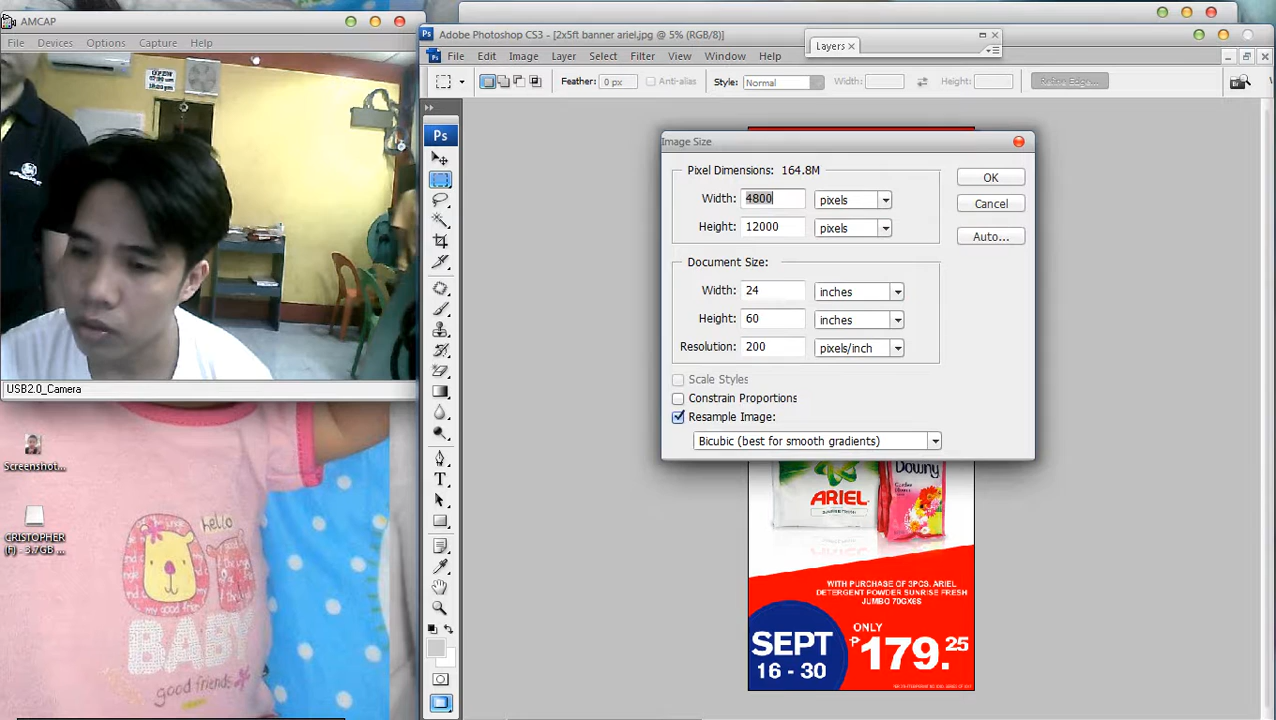 AMCAP
File Devices Options Capture Help
USB2.0_Camera
Screenshot...
CRISTOPHER
(F) - 3.7GB ...
hello
BABY
good friends
Adobe Photoshop CS3 - [2x5ft banner ariel.jpg @ 5% (RGB/8)]
Layers
File Edit Image Layer Select Filter View Window Help
Feather: 0 px Anti-alias Style: Normal Width: Height: Refine Edge...
Ps
Image Size
Pixel Dimensions: 164.8M
Width: 4800 pixels
Height: 12000 pixels
Document Size:
Width: 24 inches
Height: 60 inches
Resolution: 200 pixels/inch
Scale Styles
Constrain Proportions
Resample Image:
Bicubic (best for smooth gradients)
OK
Cancel
Auto...
Downy
ARIEL
WITH PURCHASE OF 3PCS. ARIEL
DETERGENT POWDER SUNRISE FRESH
JUMBO 70GX6S
SEPT
16 - 30
ONLY
₱179.25